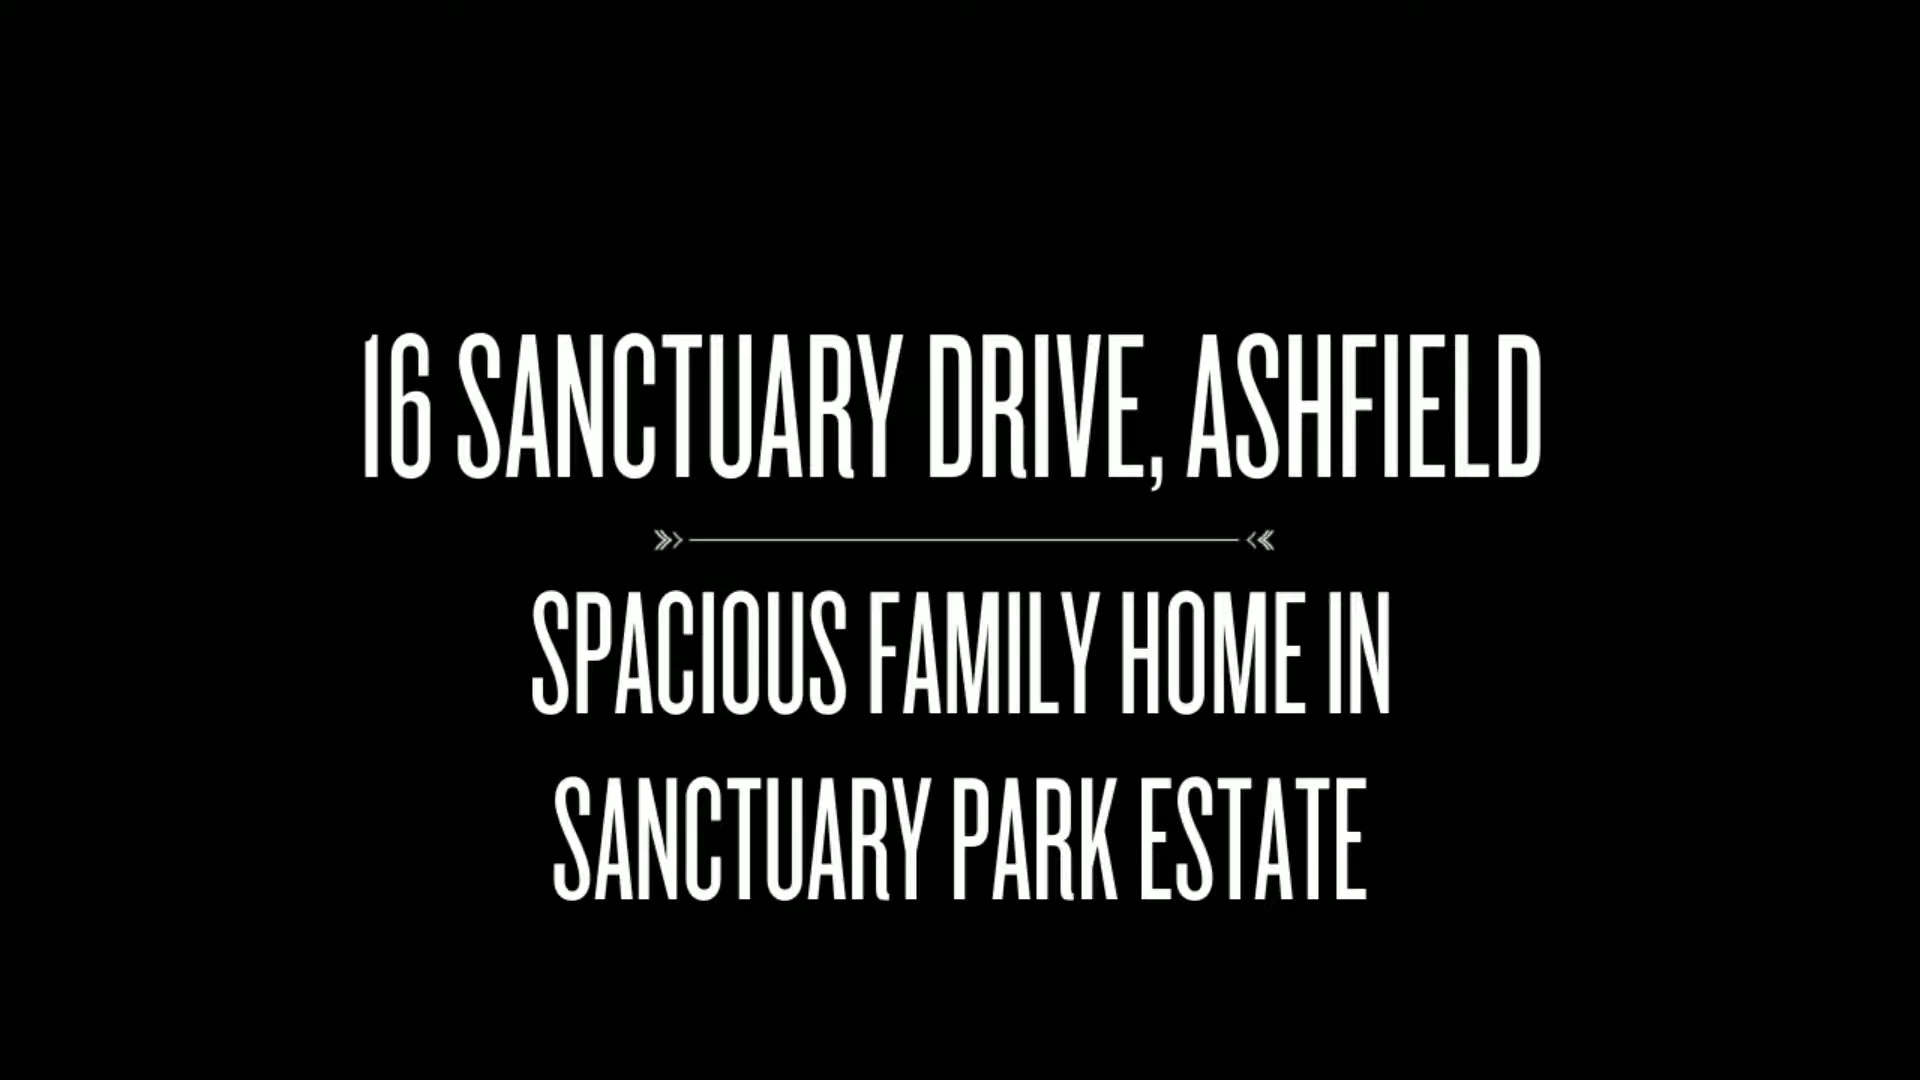 16 SANCTUARY DRIVE, ASHFIELD
SPACIOUS FAMILY HOME IN
SANCTUARY PARK ESTATE